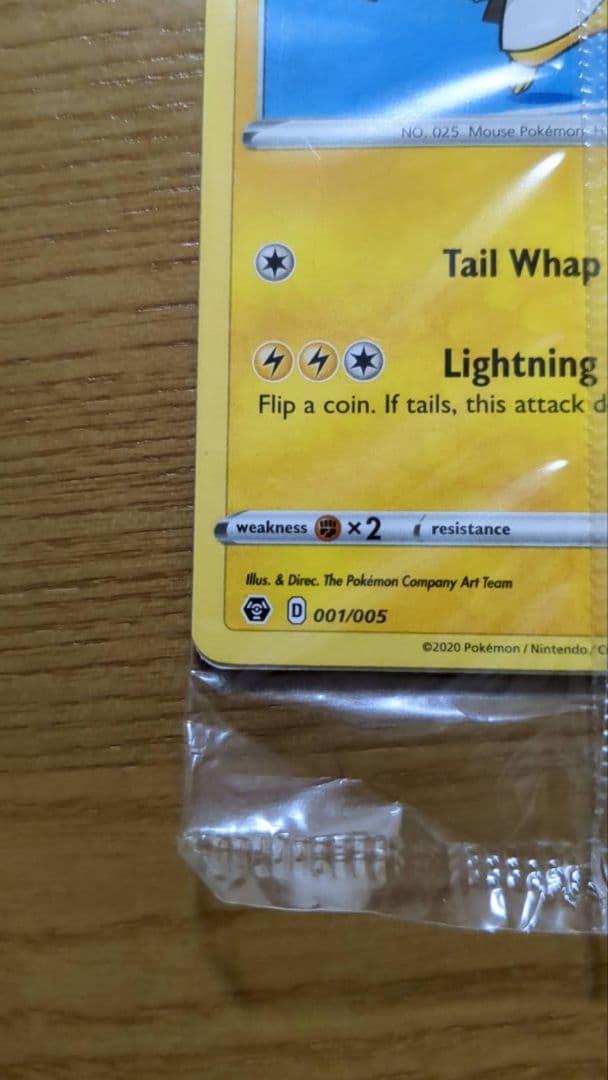 NO. 025 Mouse Pokémon
Tail Whap
Lightning
Flip a coin. If tails, this attack d
weakness ×2 resistance
Illus. & Direc. The Pokémon Company Art Team
D 001/005
©2020 Pokémon / Nintendo / C